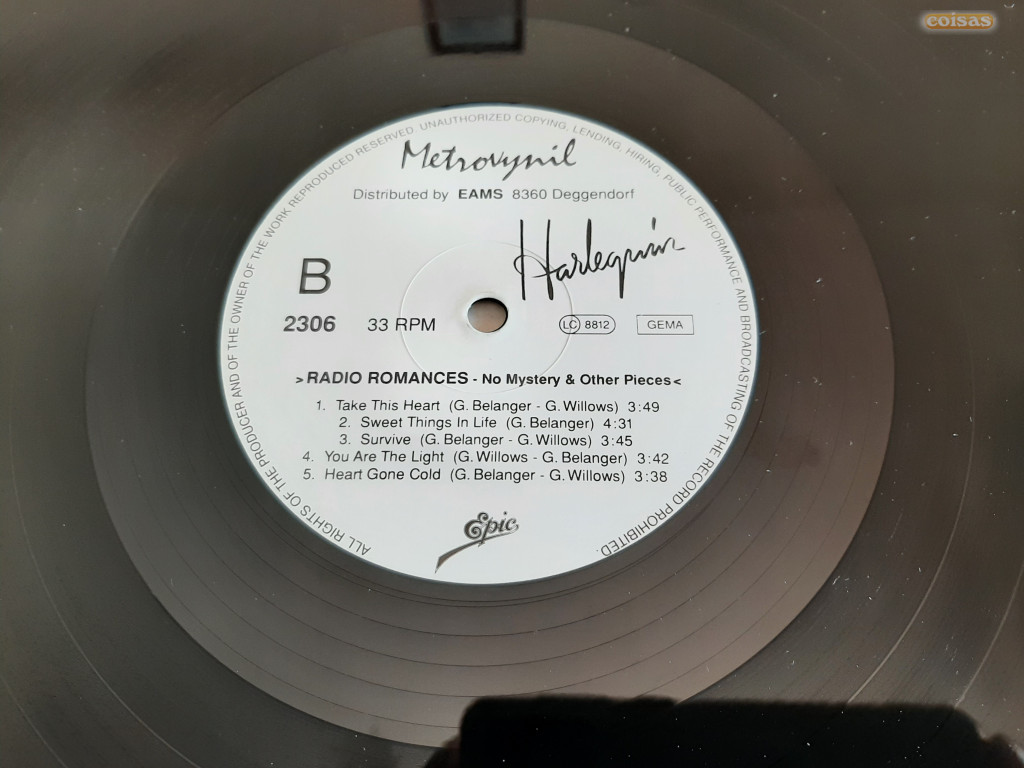 coisas
ALL RIGHTS OF THE PRODUCER AND OF THE OWNER OF THE WORK REPRODUCED RESERVED. UNAUTHORIZED COPYING, LENDING, HIRING, PUBLIC PERFORMANCE AND BROADCASTING OF THE RECORD PROHIBITED.
Metrovynil
Distributed by EAMS 8360 Deggendorf
Harlequin
B
2306 33 RPM LC 8812 GEMA
>RADIO ROMANCES - No Mystery & Other Pieces<
1. Take This Heart (G. Belanger - G. Willows) 3:49
2. Sweet Things In Life (G. Belanger) 4:31
3. Survive (G. Belanger - G. Willows) 3:45
4. You Are The Light (G. Willows - G. Belanger) 3:42
5. Heart Gone Cold (G. Belanger - G. Willows) 3:38
Epic